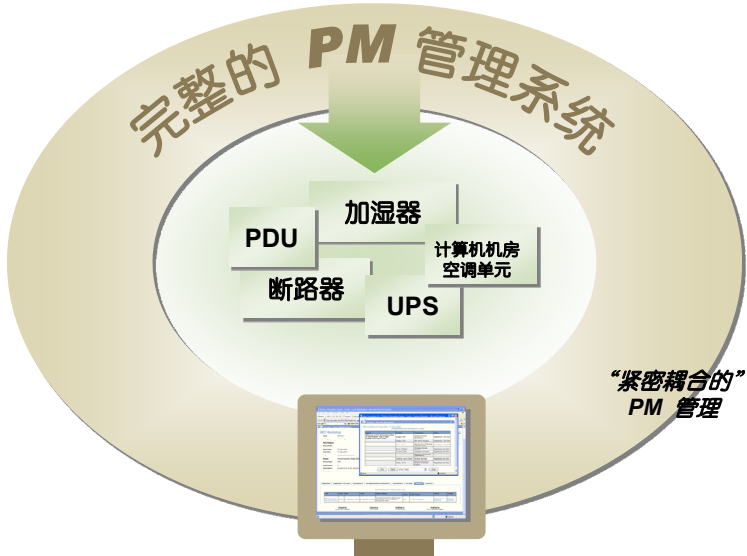 完整的 PM 管理系统
加湿器
PDU
计算机机房
空调单元
断路器
UPS
“紧密耦合的”
PM 管理